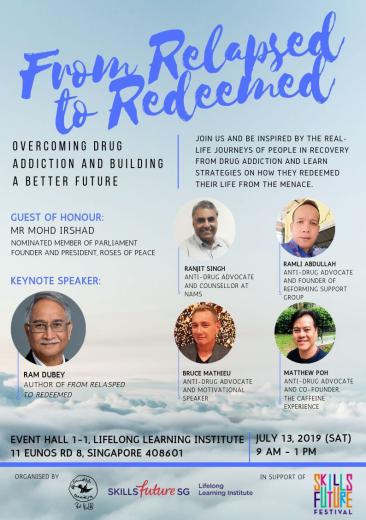 From Relapsed
to Redeemed
OVERCOMING DRUG
ADDICTION AND BUILDING
A BETTER FUTURE
JOIN US AND BE INSPIRED BY THE REAL-
LIFE JOURNEYS OF PEOPLE IN RECOVERY
FROM DRUG ADDICTION AND LEARN
STRATEGIES ON HOW THEY REDEEMED
THEIR LIFE FROM THE MENACE.
GUEST OF HONOUR:
MR MOHD IRSHAD
NOMINATED MEMBER OF PARLIAMENT
FOUNDER AND PRESIDENT, ROSES OF PEACE
KEYNOTE SPEAKER:
RAM DUBEY
AUTHOR OF FROM RELAPSED
TO REDEEMED
RANJIT SINGH
ANTI-DRUG ADVOCATE
AND COUNSELLOR AT
NAMS
RAMLI ABDULLAH
ANTI-DRUG ADVOCATE
AND FOUNDER OF
REFORMING SUPPORT
GROUP
BRUCE MATHIEU
ANTI-DRUG ADVOCATE
AND MOTIVATIONAL
SPEAKER
MATTHEW POH
ANTI-DRUG ADVOCATE
AND CO-FOUNDER,
THE CAFFEINE
EXPERIENCE
EVENT HALL 1-1, LIFELONG LEARNING INSTITUTE
11 EUNOS RD 8, SINGAPORE 408601
JULY 13, 2019 (SAT)
9 AM - 1 PM
ORGANISED BY
SKILLSfuture SG
Lifelong
Learning Institute
IN SUPPORT OF
SKILLS
FUTURE
FESTIVAL